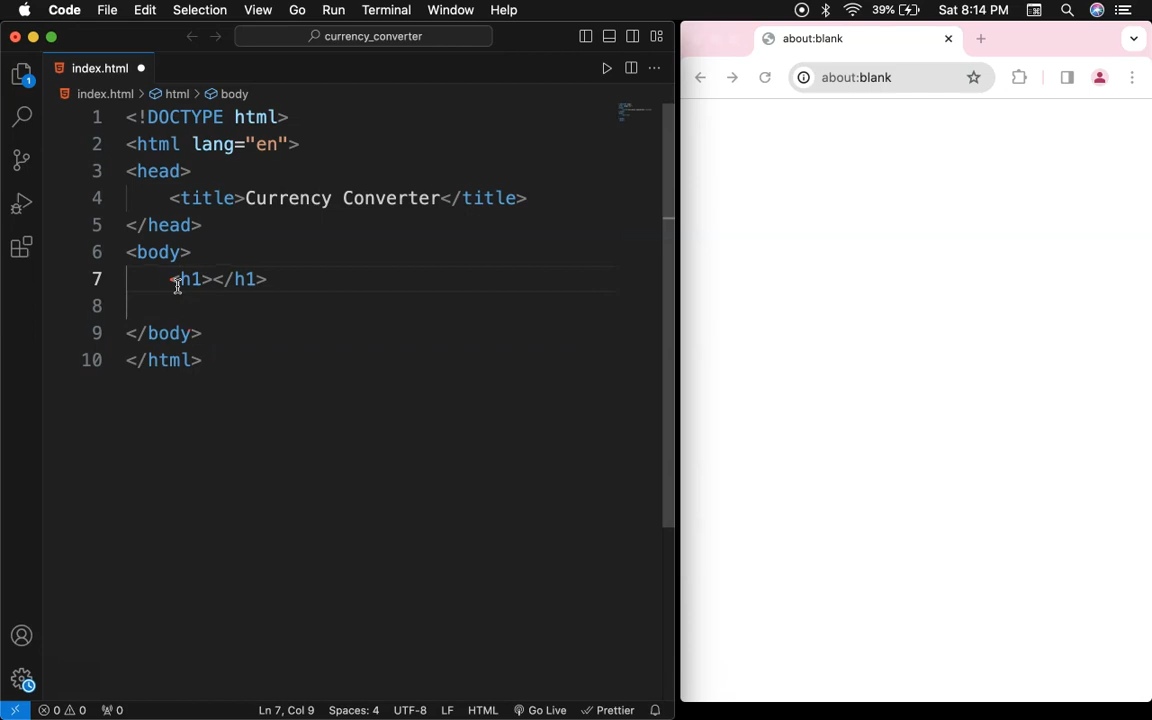 Code File Edit Selection View Go Run Terminal Window Help 39% Sat 8:14 PM
currency_converter
about:blank
index.html
about:blank
index.html > html > body
1 <!DOCTYPE html>
2 <html lang="en">
3 <head>
4 <title>Currency Converter</title>
5 </head>
6 <body>
7 <h1></h1>
8
9 </body>
10 </html>
1
0 0 0 Ln 7, Col 9 Spaces: 4 UTF-8 LF HTML Go Live Prettier